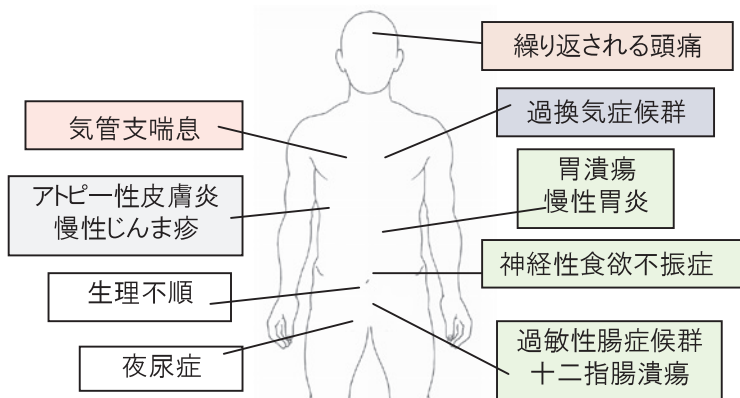 繰り返される頭痛
気管支喘息
過換気症候群
アトピー性皮膚炎
慢性じんま疹
胃潰瘍
慢性胃炎
神経性食欲不振症
生理不順
過敏性腸症候群
十二指腸潰瘍
夜尿症